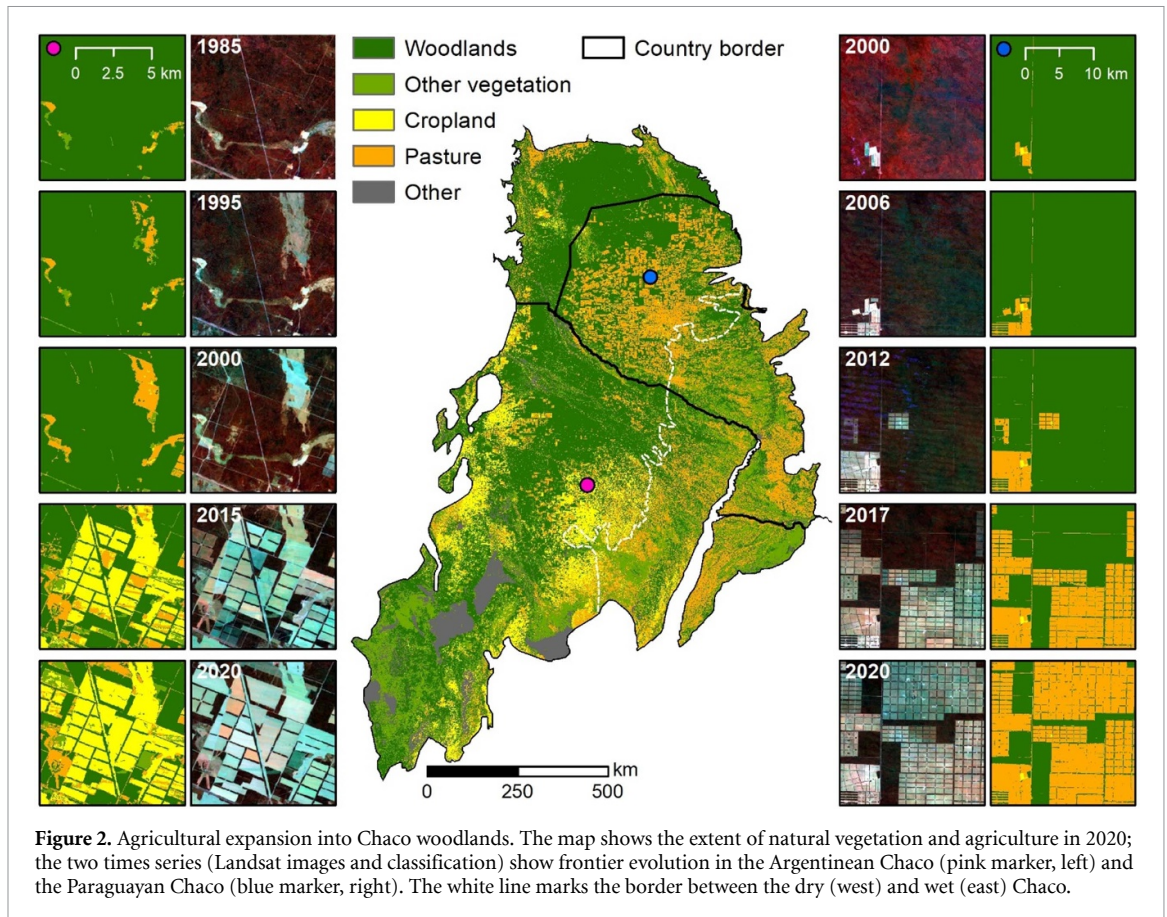 0 2.5 5 km
1985
1995
2000
2015
2020
Woodlands
Other vegetation
Cropland
Pasture
Other
Country border
km
0 250 500
2000
2006
2012
2017
2020
0 5 10 km
Figure 2. Agricultural expansion into Chaco woodlands. The map shows the extent of natural vegetation and agriculture in 2020;
the two times series (Landsat images and classification) show frontier evolution in the Argentinean Chaco (pink marker, left) and
the Paraguayan Chaco (blue marker, right). The white line marks the border between the dry (west) and wet (east) Chaco.